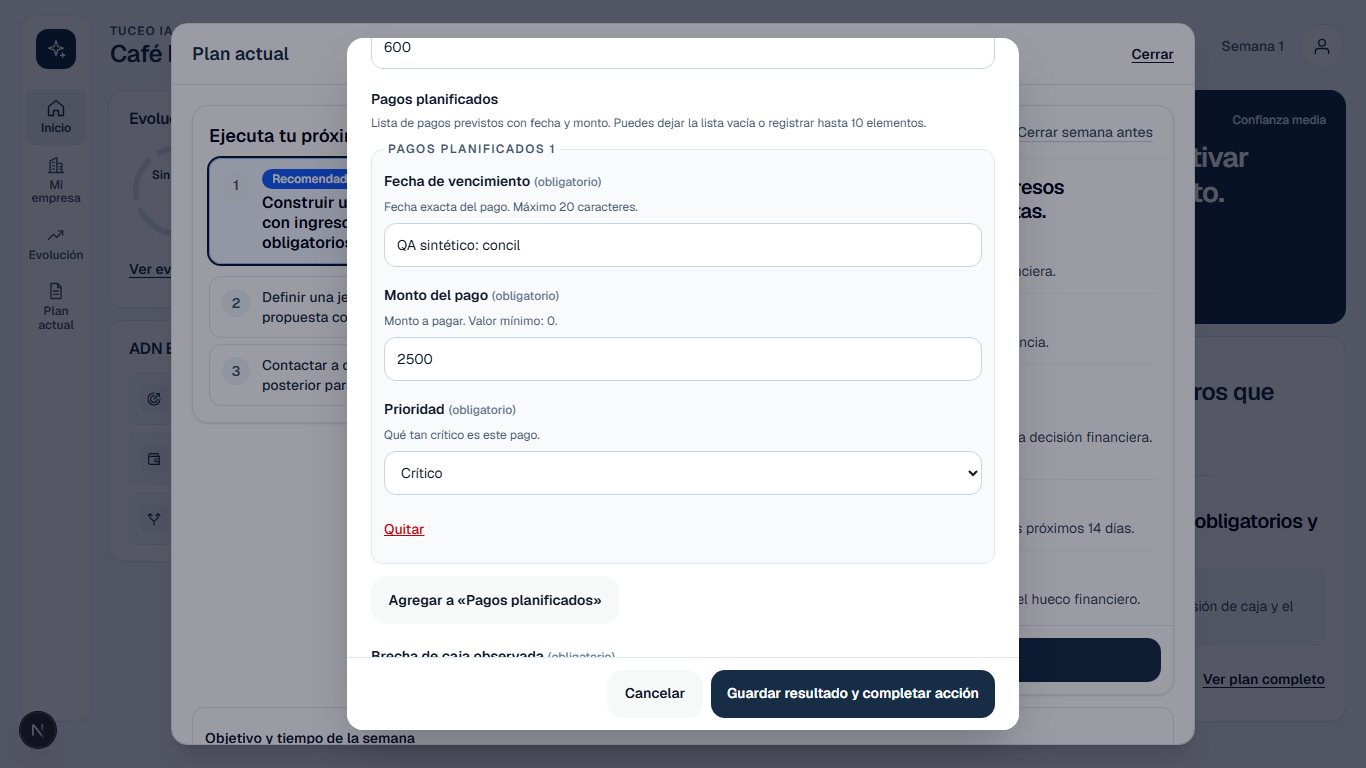 TUCEO IA
Café
Semana 1
Inicio
Mi
empresa
Evolución
Plan
actual
Sin
Ver ev
ADN E
Confianza media
tivar
to.
ros que
obligatorios y
sión de caja y el
Ver plan completo
Plan actual
Cerrar
Ejecuta tu próxi
1
Recomendad
Construir u
con ingreso
obligatorios
2
Definir una je
propuesta co
3
Contactar a c
posterior par
Cerrar semana antes
resos
tas.
nciera.
ncia.
a decisión financiera.
s próximos 14 días.
el hueco financiero.
Objetivo y tiempo de la semana
600
Pagos planificados
Lista de pagos previstos con fecha y monto. Puedes dejar la lista vacía o registrar hasta 10 elementos.
PAGOS PLANIFICADOS 1
Fecha de vencimiento (obligatorio)
Fecha exacta del pago. Máximo 20 caracteres.
QA sintético: concil
Monto del pago (obligatorio)
Monto a pagar. Valor mínimo: 0.
2500
Prioridad (obligatorio)
Qué tan crítico es este pago.
Crítico
Quitar
Agregar a «Pagos planificados»
Brecha de caja observada (obligatorio)
Cancelar
Guardar resultado y completar acción
N